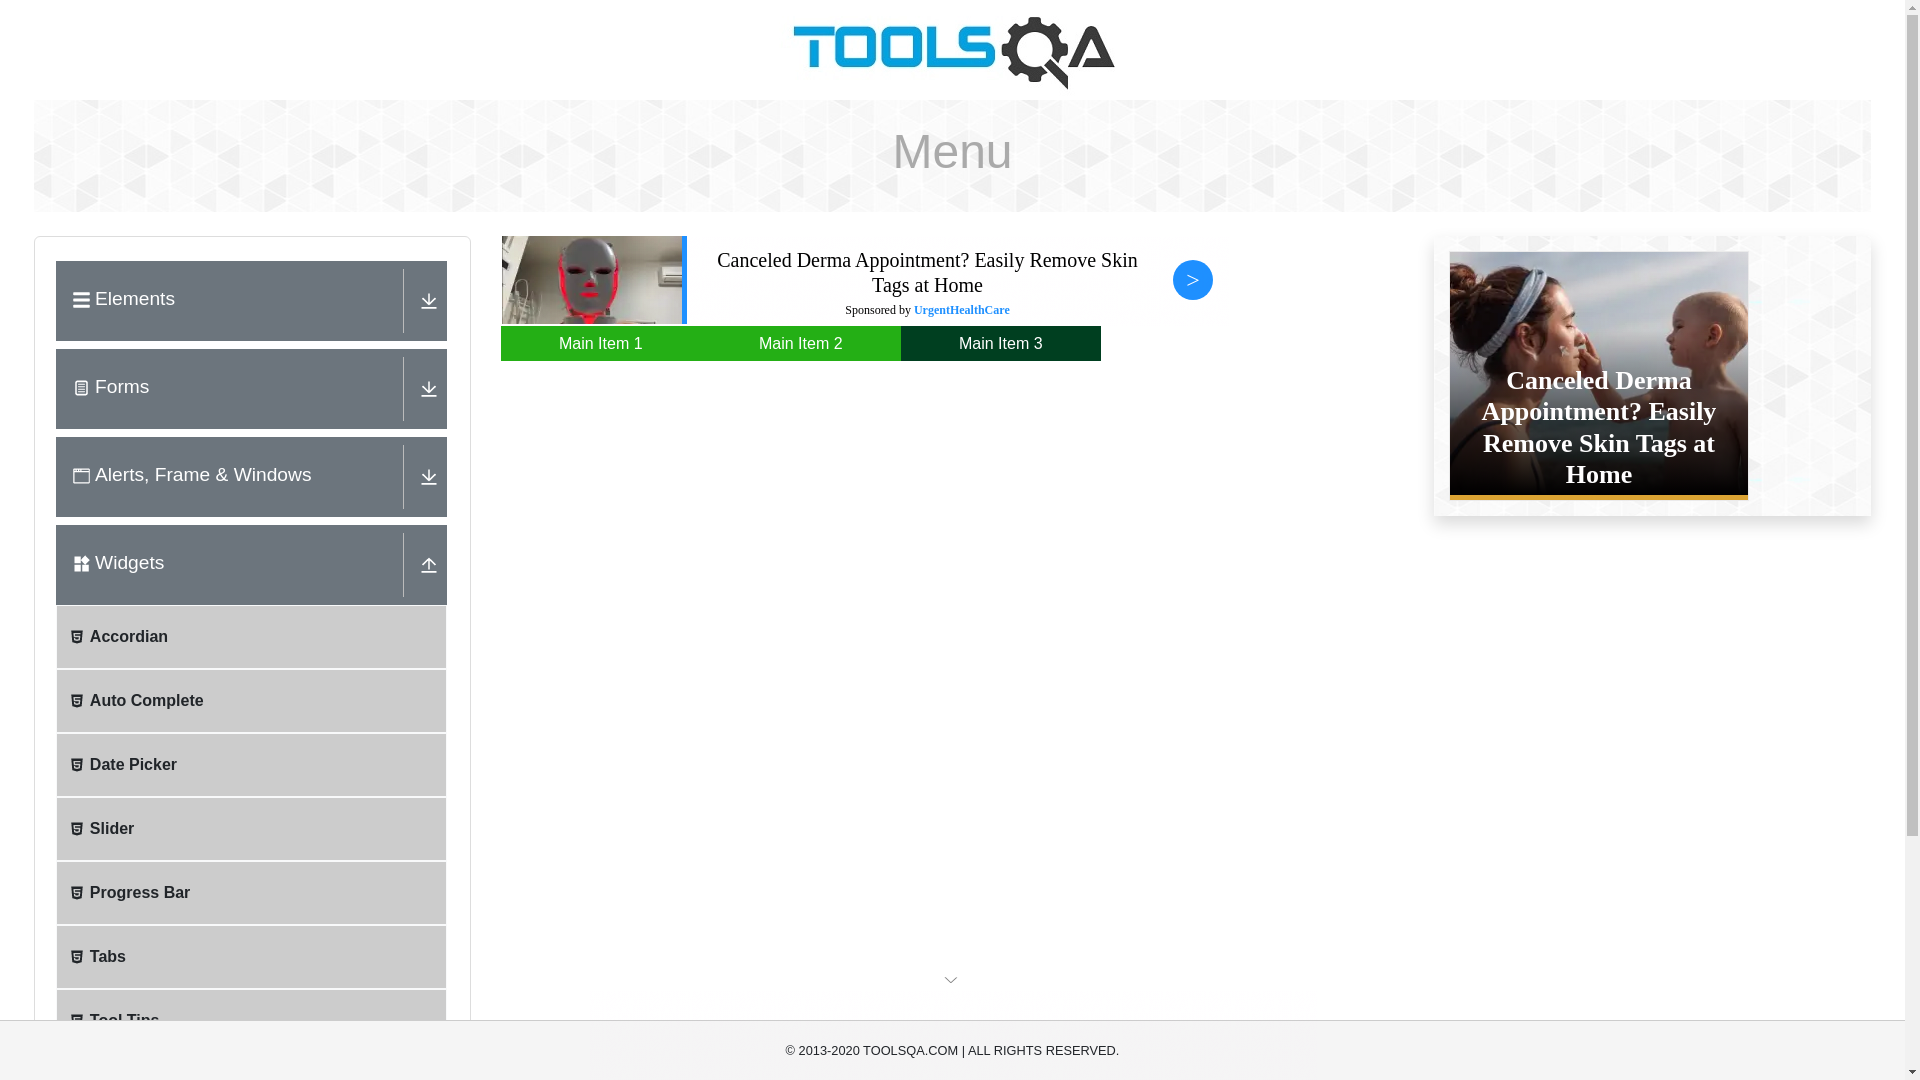 TOOLSQA
Menu
Elements
Forms
Alerts, Frame & Windows
Widgets
Accordian
Auto Complete
Date Picker
Slider
Progress Bar
Tabs
Tool Tips
Canceled Derma Appointment? Easily Remove Skin
Tags at Home
Sponsored by UrgentHealthCare
>
Main Item 1
Main Item 2
Main Item 3
Canceled Derma
Appointment? Easily
Remove Skin Tags at
Home
© 2013-2020 TOOLSQA.COM | ALL RIGHTS RESERVED.